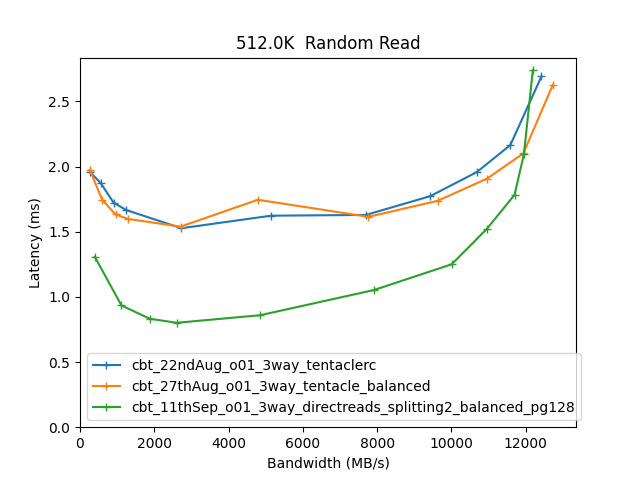 512.0K  Random Read
Latency (ms)
2.5
2.0
1.5
1.0
0.5
0.0
cbt_22ndAug_o01_3way_tentaclerc
cbt_27thAug_o01_3way_tentacle_balanced
cbt_11thSep_o01_3way_directreads_splitting2_balanced_pg128
0 2000 4000 6000 8000 10000 12000
Bandwidth (MB/s)